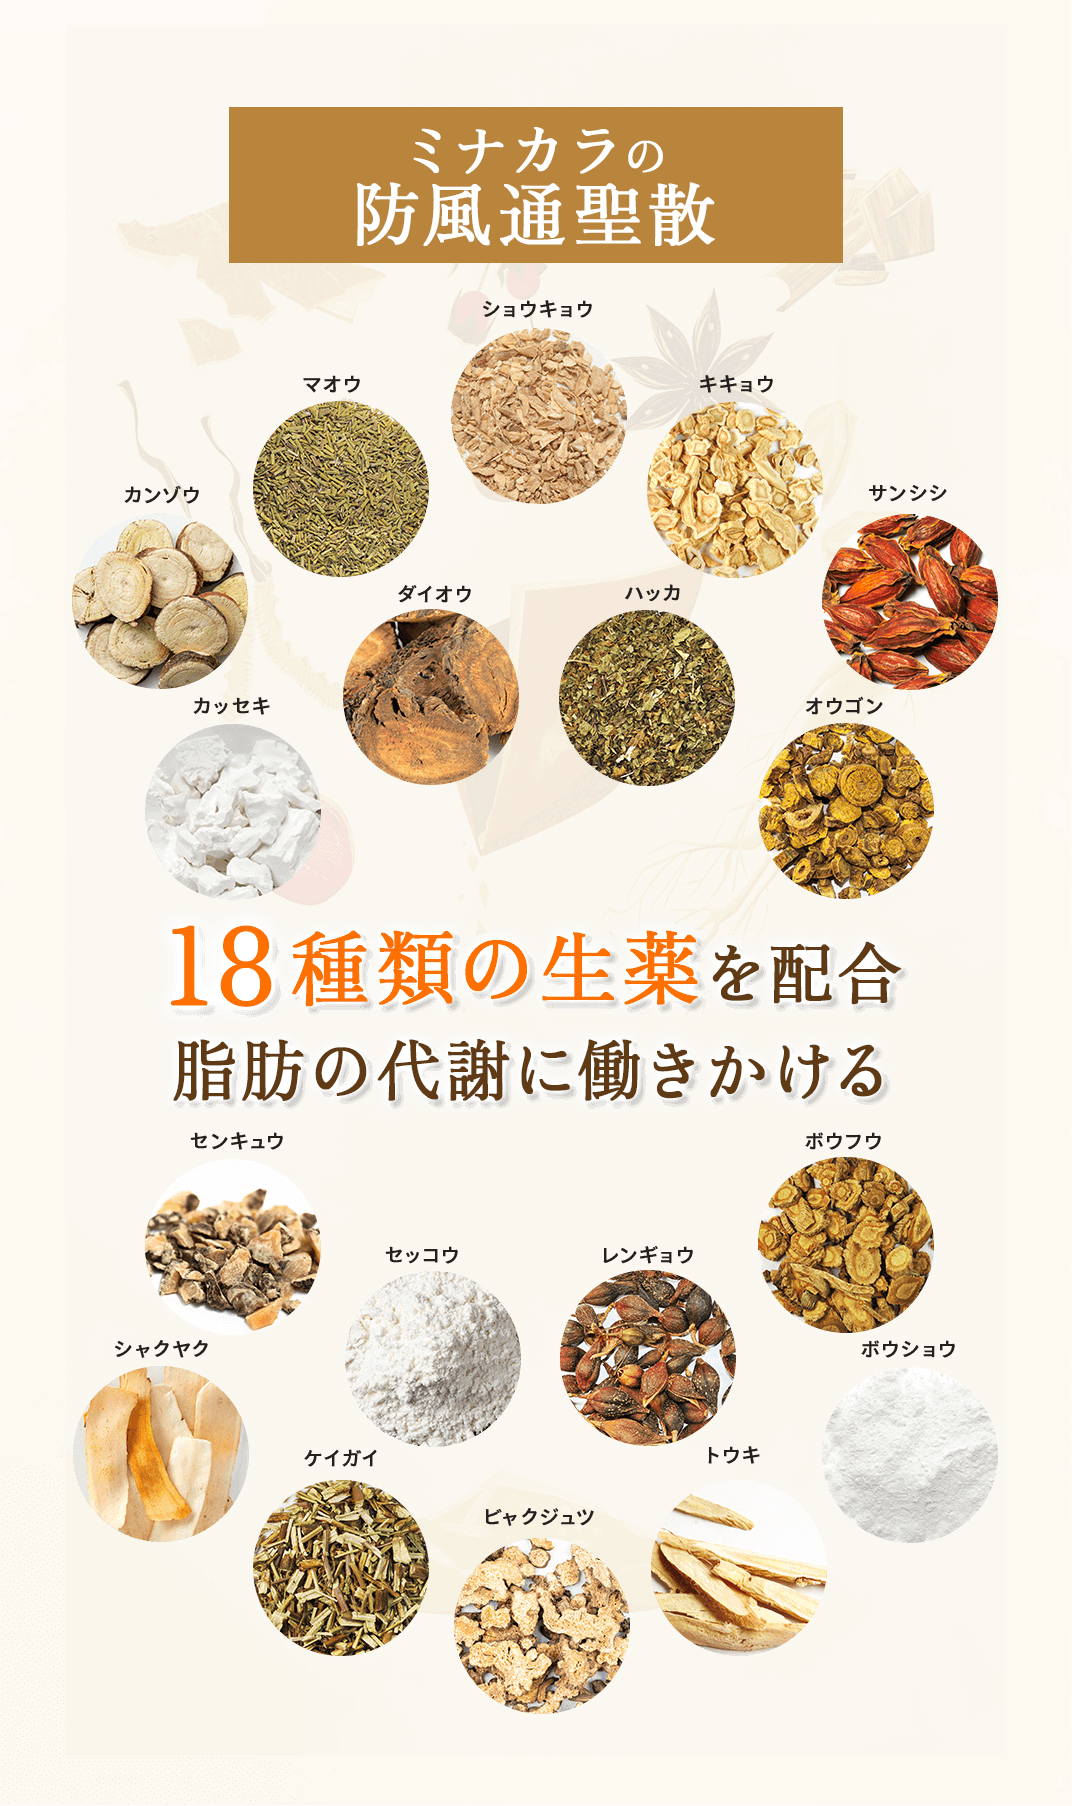 ミナカラの
防風通聖散
ショウキョウ
マオウ
キキョウ
カンゾウ
サンシシ
ダイオウ
ハッカ
カッセキ
オウゴン
18種類の生薬を配合
脂肪の代謝に働きかける
センキュウ
ボウフウ
セッコウ
レンギョウ
シャクヤク
ボウショウ
ケイガイ
トウキ
ビャクジュツ